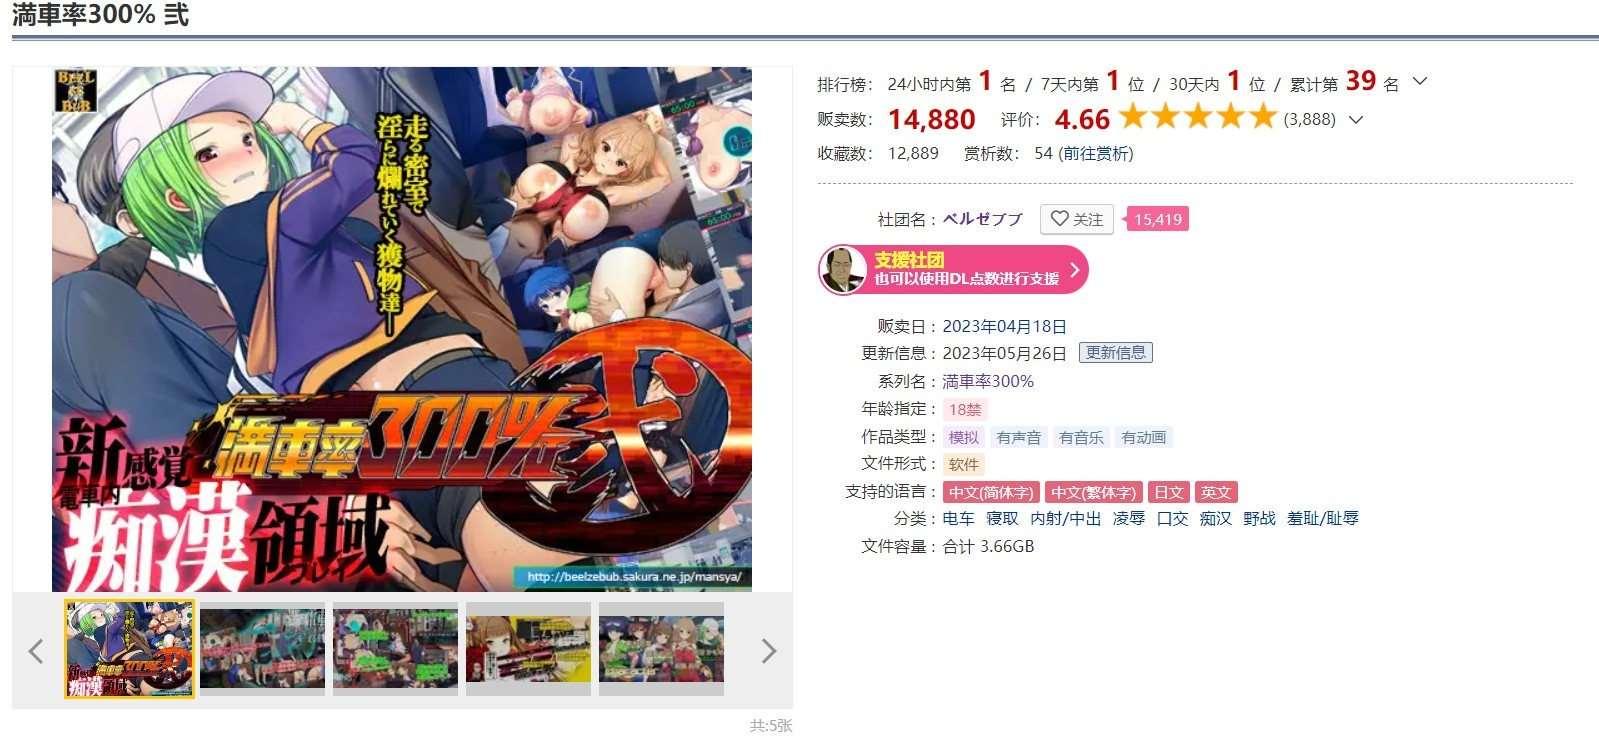 満車率300% 弐
BEEL
ZE
BUB
走る密室で
淫らに爛れていく獲物達―
65:00
65:00
満車率300%
弐
新感覚
電車内
痴漢領域
http://beelzebub.sakura.ne.jp/mansya/
共:5张
排行榜: 24小时内第 1 名 / 7天内第 1 位 / 30天内 1 位 / 累计第 39 名
贩卖数: 14,880 评价: 4.66 (3,888)
收藏数: 12,889 赏析数: 54 (前往赏析)
社团名 : ベルゼブブ 关注 15,419
支援社团
也可以使用DL点数进行支援
贩卖日 : 2023年04月18日
更新信息 : 2023年05月26日 更新信息
系列名 : 満車率300%
年龄指定 : 18禁
作品类型 : 模拟 有声音 有音乐 有动画
文件形式 : 软件
支持的语言 : 中文(简体字) 中文(繁体字) 日文 英文
分类 : 电车 寝取 内射/中出 凌辱 口交 痴汉 野战 羞耻/耻辱
文件容量 : 合计 3.66GB